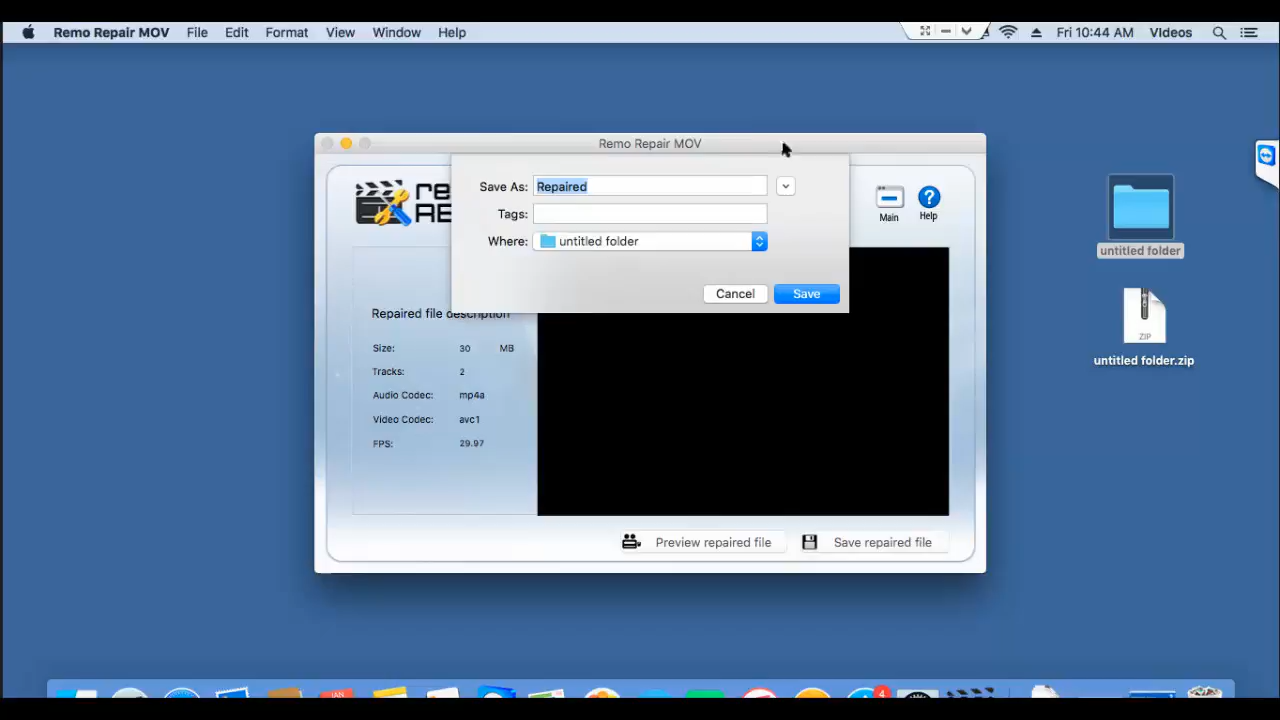 Remo Repair MOV File Edit Format View Window Help Fri 10:44 AM Videos
Remo Repair MOV
Save As: Repaired
Tags:
Where: untitled folder
Cancel Save
Main Help
Repaired file description
Size: 30 MB
Tracks: 2
Audio Codec: mp4a
Video Codec: avc1
FPS: 29.97
Preview repaired file Save repaired file
untitled folder
ZIP
untitled folder.zip
JAN
4